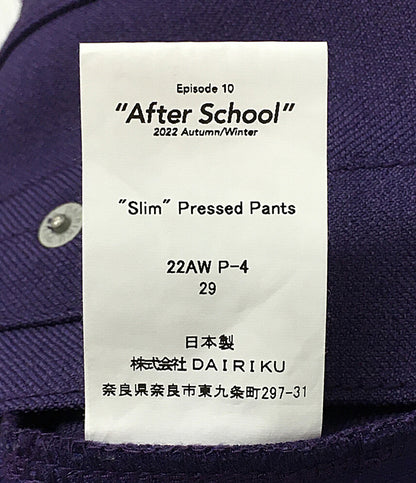 Episode 10
"After School"
2022 Autumn/Winter
"Slim" Pressed Pants
22AW P-4
29
日本製
株式会社 DAIRIKU
奈良県奈良市東九条町297-31